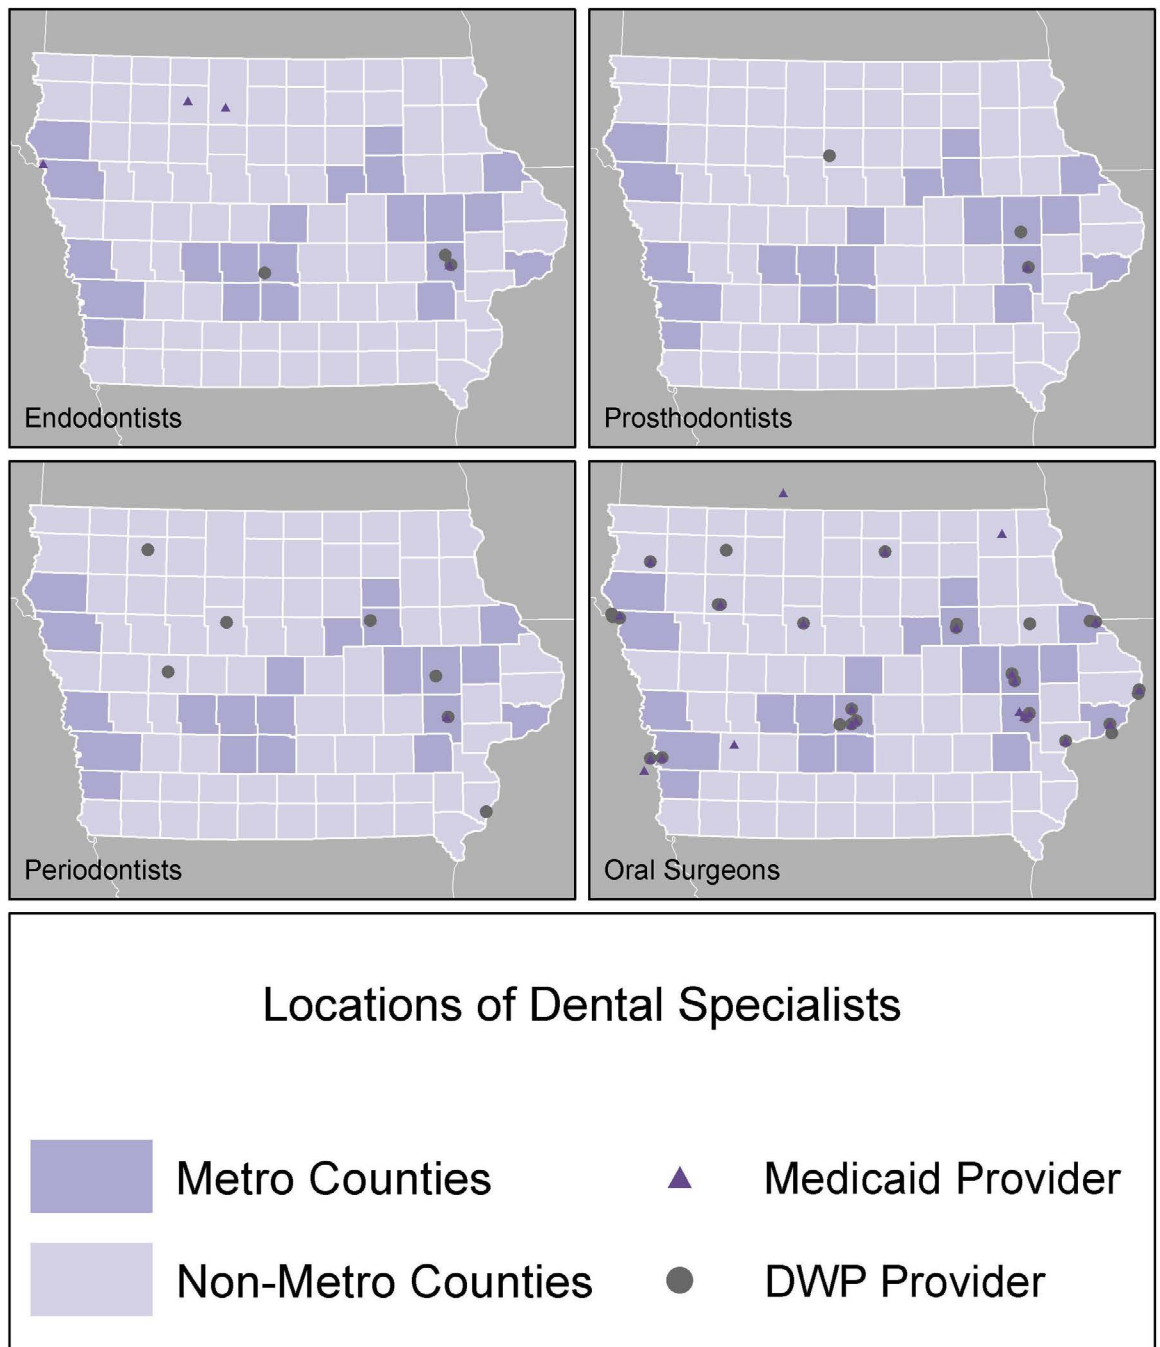 Endodontists
Prosthodontists
Periodontists
Oral Surgeons
Locations of Dental Specialists
Metro Counties
Medicaid Provider
Non-Metro Counties
DWP Provider